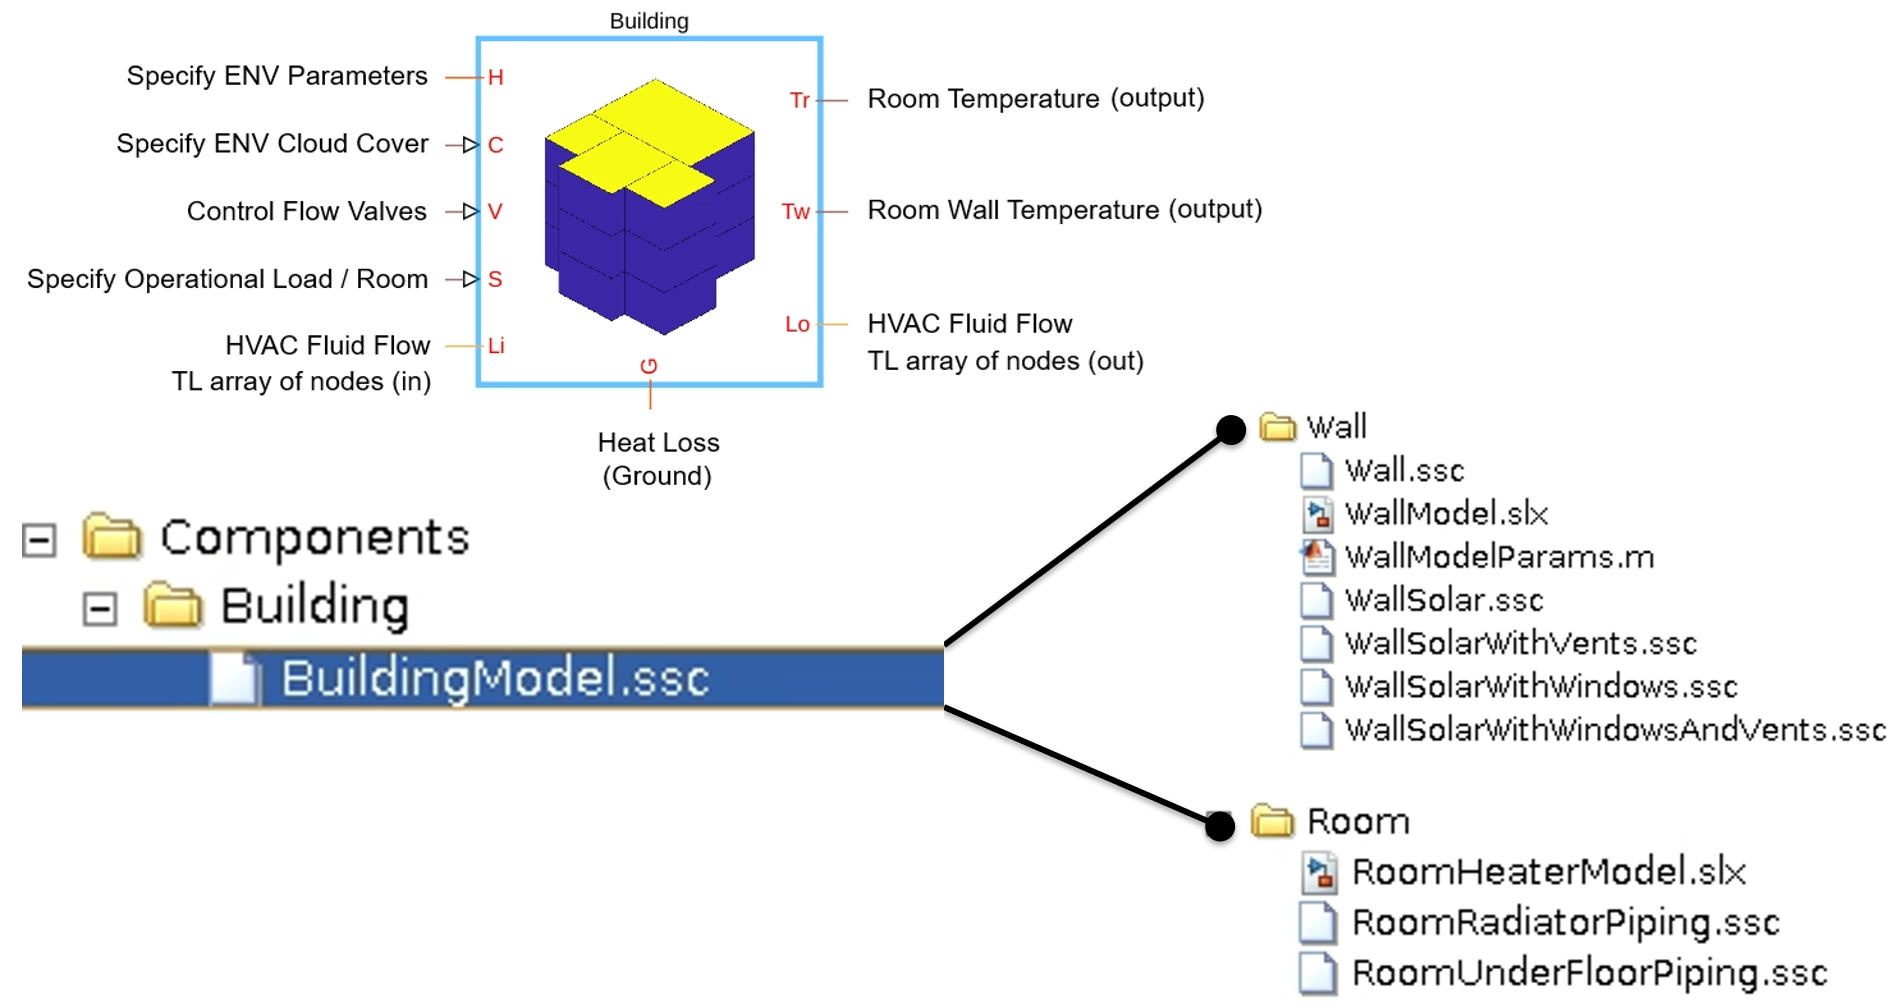 Building
Specify ENV Parameters
H
Specify ENV Cloud Cover
C
Control Flow Valves
V
Specify Operational Load / Room
S
HVAC Fluid Flow
TL array of nodes (in)
Li
G
Heat Loss
(Ground)
Tr
Room Temperature (output)
Tw
Room Wall Temperature (output)
Lo
HVAC Fluid Flow
TL array of nodes (out)
Components
Building
BuildingModel.ssc
Wall
Wall.ssc
WallModel.slx
WallModelParams.m
WallSolar.ssc
WallSolarWithVents.ssc
WallSolarWithWindows.ssc
WallSolarWithWindowsAndVents.ssc
Room
RoomHeaterModel.slx
RoomRadiatorPiping.ssc
RoomUnderFloorPiping.ssc